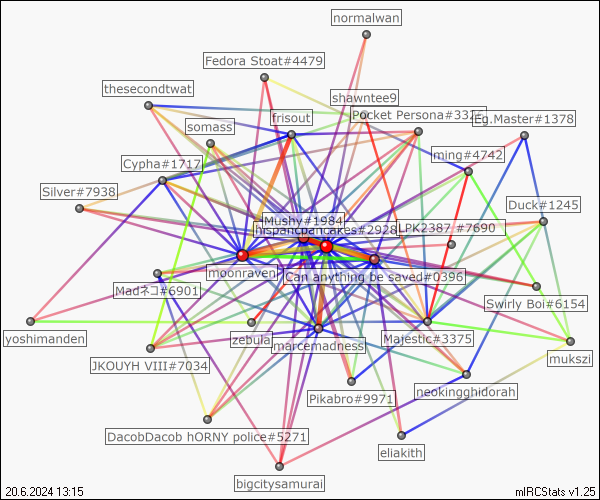 normalwan
Fedora Stoat#4479
thesecondtwat
shawntee9
Pocket Persona#332
frisout
Eg.Master#1378
somass
ming#4742
Cypha#1717
Silver#7938
Duck#1245
Mushy#1984
hispancpancakes#2928
LPK2387 #7690
moonraven
Can anything be saved#0396
Madネコ#6901
Swirly Boi#6154
yoshimanden
zebula
marcemadness
Majestic#3375
mukszi
JKOUYH VIII#7034
Pikabro#9971
neokingghidorah
DacobDacob hORNY police#5271
eliakith
bigcitysamurai
20.6.2024 13:15
mIRCStats v1.25